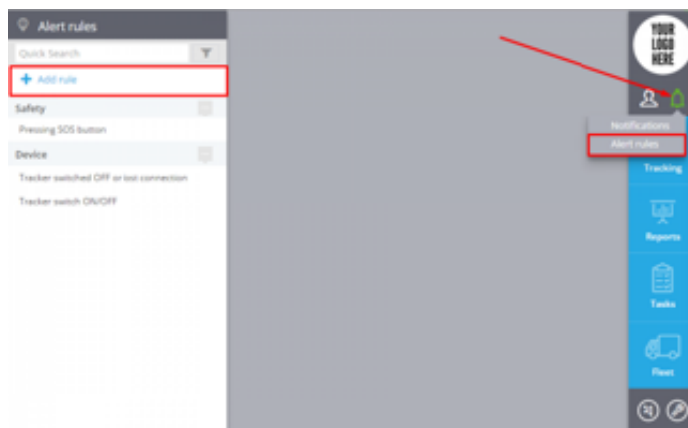 Alert rules
Quick Search
+ Add rule
Safety
Pressing SOS button
Device
Tracker switched OFF or lost connection
Tracker switch ON/OFF
YOUR
LOGO
HERE
Notifications
Alert rules
Tracking
Reports
Tasks
Fleet